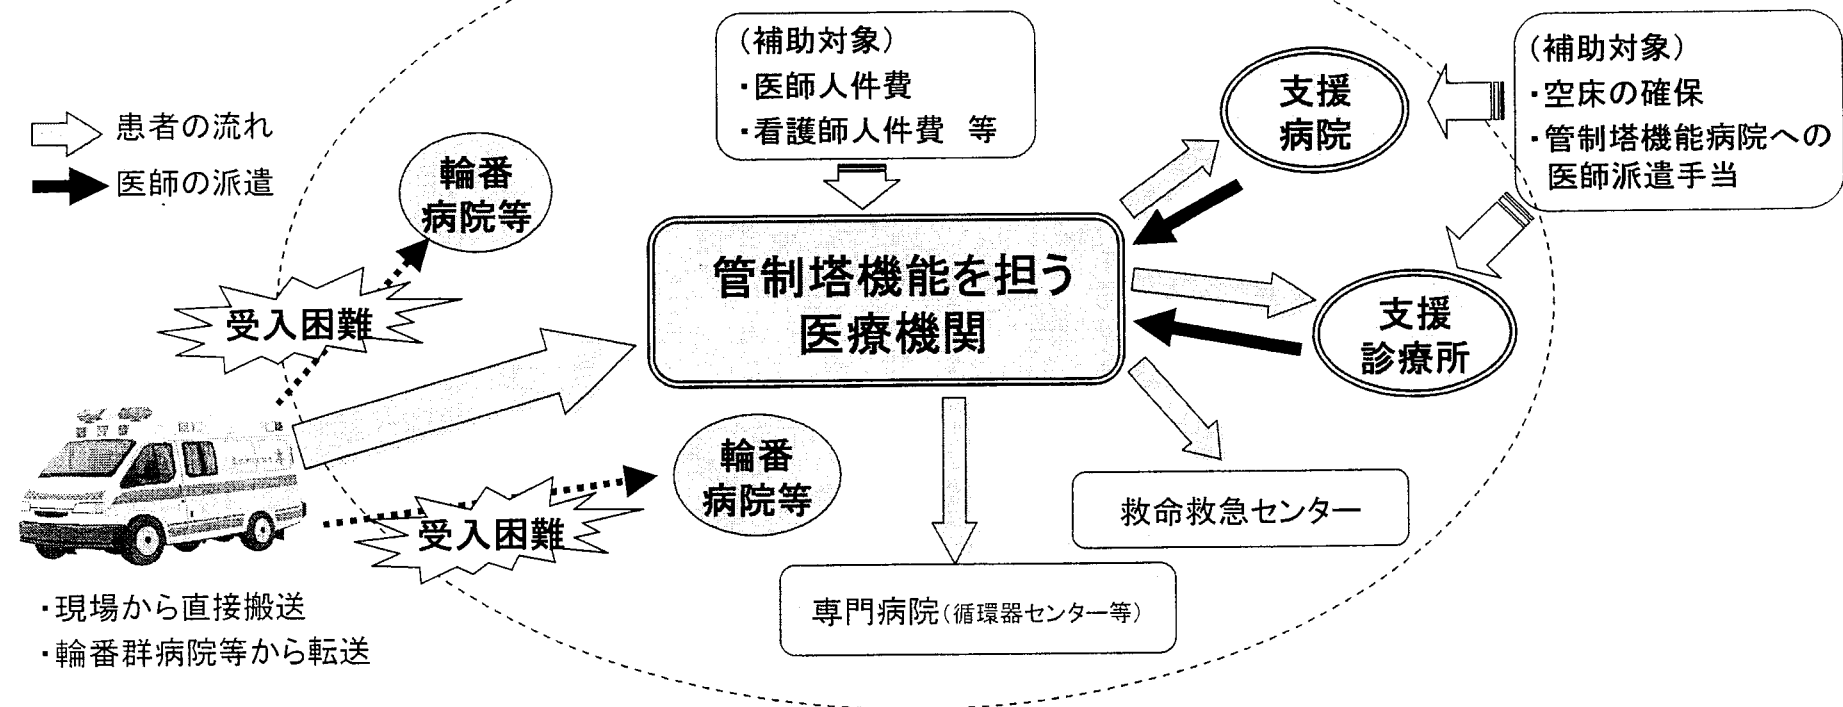 患者の流れ
医師の派遣
(補助対象)
・医師人件費
・看護師人件費 等
支援
病院
(補助対象)
・空床の確保
・管制塔機能病院への
医師派遣手当
輪番
病院等
受入困難
管制塔機能を担う
医療機関
支援
診療所
輪番
病院等
受入困難
救命救急センター
専門病院(循環器センター等)
・現場から直接搬送
・輪番群病院等から転送